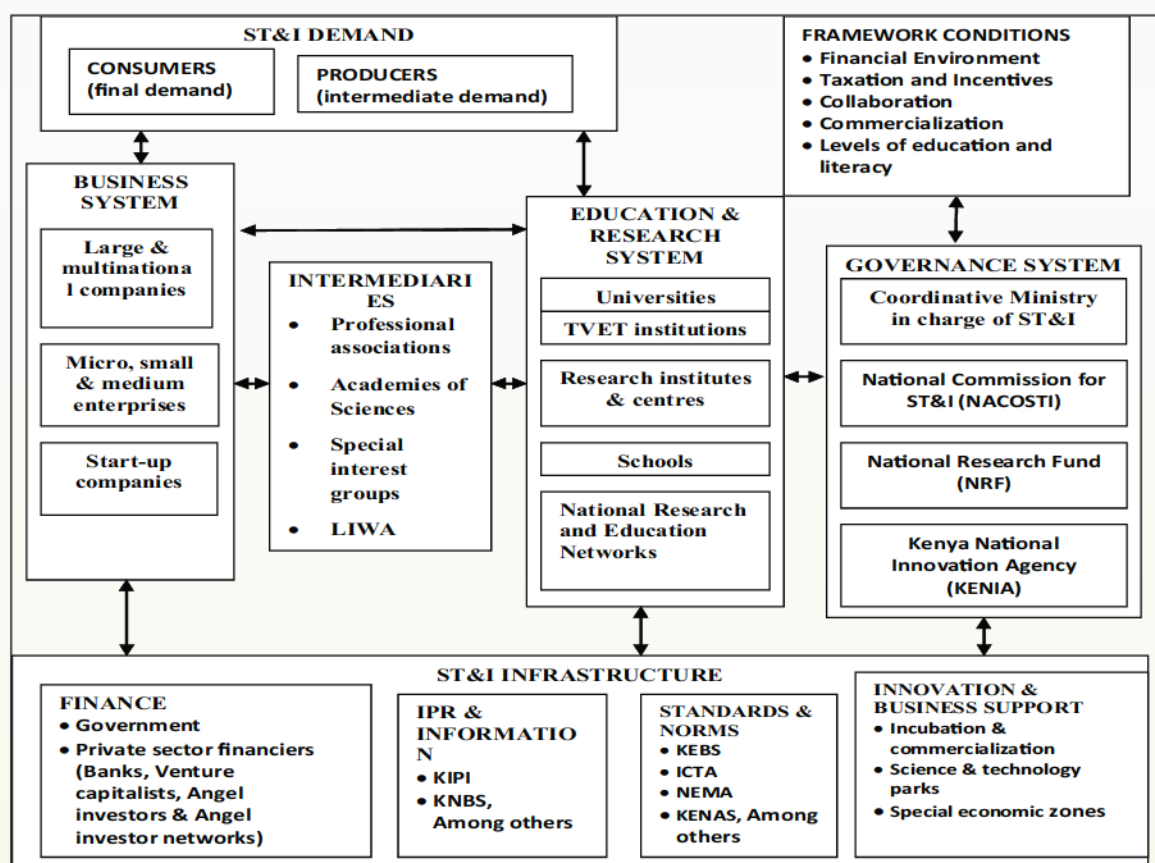 ST&I DEMAND
CONSUMERS
(final demand)
PRODUCERS
(intermediate demand)
FRAMEWORK CONDITIONS
• Financial Environment
• Taxation and Incentives
• Collaboration
• Commercialization
• Levels of education and
literacy
BUSINESS
SYSTEM
Large &
multinationa
l companies
Micro, small
& medium
enterprises
Start-up
companies
INTERMEDIARI
ES
• Professional
associations
• Academies of
Sciences
• Special
interest
groups
• LIWA
EDUCATION &
RESEARCH
SYSTEM
Universities
TVET institutions
Research institutes
& centres
Schools
National Research
and Education
Networks
GOVERNANCE SYSTEM
Coordinative Ministry
in charge of ST&I
National Commission for
ST&I (NACOSTI)
National Research Fund
(NRF)
Kenya National
Innovation Agency
(KENIA)
ST&I INFRASTRUCTURE
FINANCE
• Government
• Private sector financiers
(Banks, Venture
capitalists, Angel
investors & Angel
investor networks)
IPR &
INFORMATIO
N
• KIPI
• KNBS,
Among others
STANDARDS &
NORMS
• KEBS
• ICTA
• NEMA
• KENAS, Among
others
INNOVATION &
BUSINESS SUPPORT
• Incubation &
commercialization
• Science & technology
parks
• Special economic zones